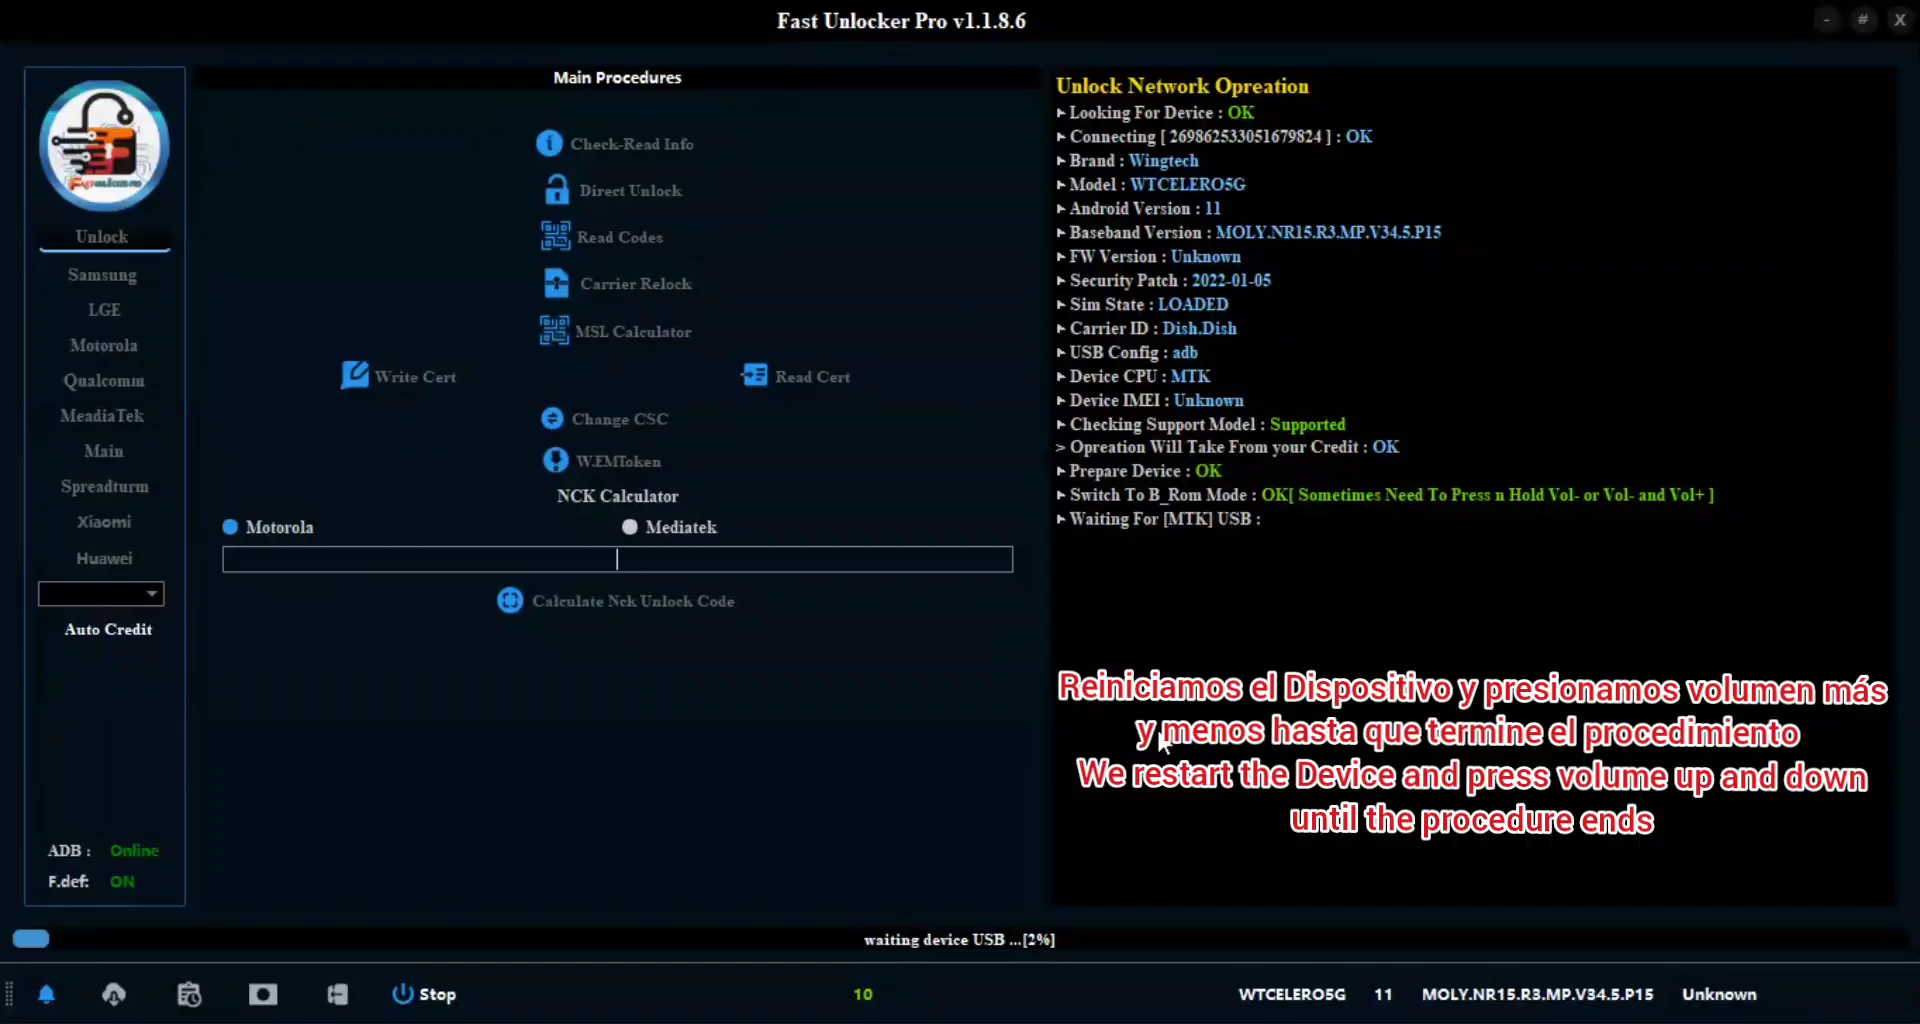 Fast Unlocker Pro v1.1.8.6
- # X
Unlock
Samsung
LGE
Motorola
Qualcomm
MeadiaTek
Main
Spreadturm
Xiaomi
Huawei
Auto Credit
ADB : Online
F.def: ON
Main Procedures
Check-Read Info
Direct Unlock
Read Codes
Carrier Relock
MSL Calculator
Write Cert Read Cert
Change CSC
W.EMToken
NCK Calculator
Motorola Mediatek
Calculate Nck Unlock Code
Unlock Network Opreation
Looking For Device : OK
Connecting [ 269862533051679824 ] : OK
Brand : Wingtech
Model : WTCELERO5G
Android Version : 11
Baseband Version : MOLY.NR15.R3.MP.V34.5.P15
FW Version : Unknown
Security Patch : 2022-01-05
Sim State : LOADED
Carrier ID : Dish.Dish
USB Config : adb
Device CPU : MTK
Device IMEI : Unknown
Checking Support Model : Supported
> Opreation Will Take From your Credit : OK
Prepare Device : OK
Switch To B_Rom Mode : OK[ Sometimes Need To Press n Hold Vol- or Vol- and Vol+ ]
Waiting For [MTK] USB :
Reiniciamos el Dispositivo y presionamos volumen más
y menos hasta que termine el procedimiento
We restart the Device and press volume up and down
until the procedure ends
waiting device USB ...[2%]
Stop 10 WTCELERO5G 11 MOLY.NR15.R3.MP.V34.5.P15 Unknown